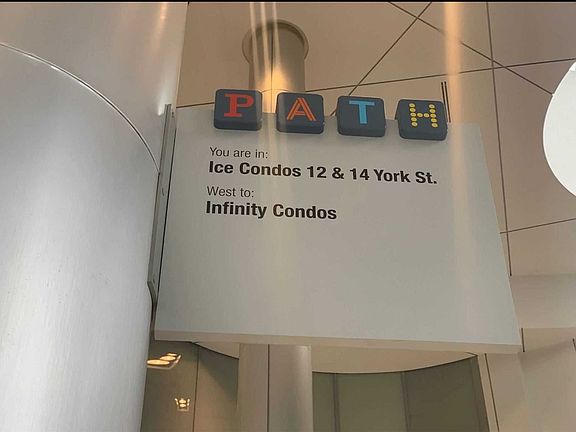 PATH
You are in:
Ice Condos 12 & 14 York St.
West to:
Infinity Condos